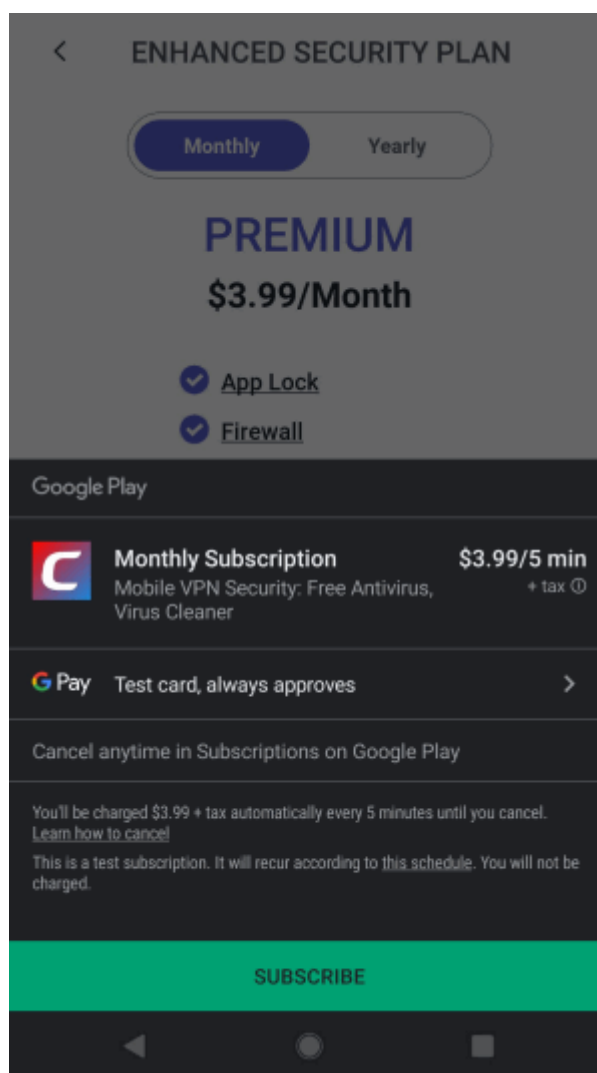 ENHANCED SECURITY PLAN
Monthly Yearly
PREMIUM
$3.99/Month
App Lock
Firewall
Google Play
Monthly Subscription $3.99/5 min
Mobile VPN Security: Free Antivirus, + tax ⓘ
Virus Cleaner
G Pay Test card, always approves
Cancel anytime in Subscriptions on Google Play
You'll be charged $3.99 + tax automatically every 5 minutes until you cancel.
Learn how to cancel
This is a test subscription. It will recur according to this schedule. You will not be
charged.
SUBSCRIBE